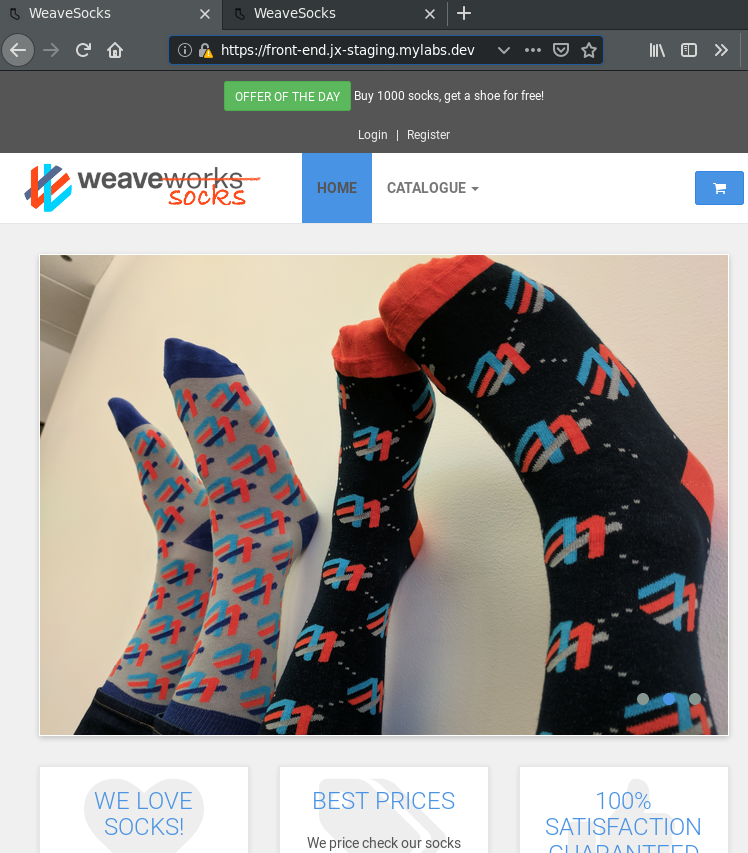 WeaveSocks
WeaveSocks
https://front-end.jx-staging.mylabs.dev
OFFER OF THE DAY Buy 1000 socks, get a shoe for free!
Login | Register
weaveworks
socks
HOME
CATALOGUE
WE LOVE
SOCKS!
BEST PRICES
We price check our socks
100%
SATISFACTION
GUARANTEED